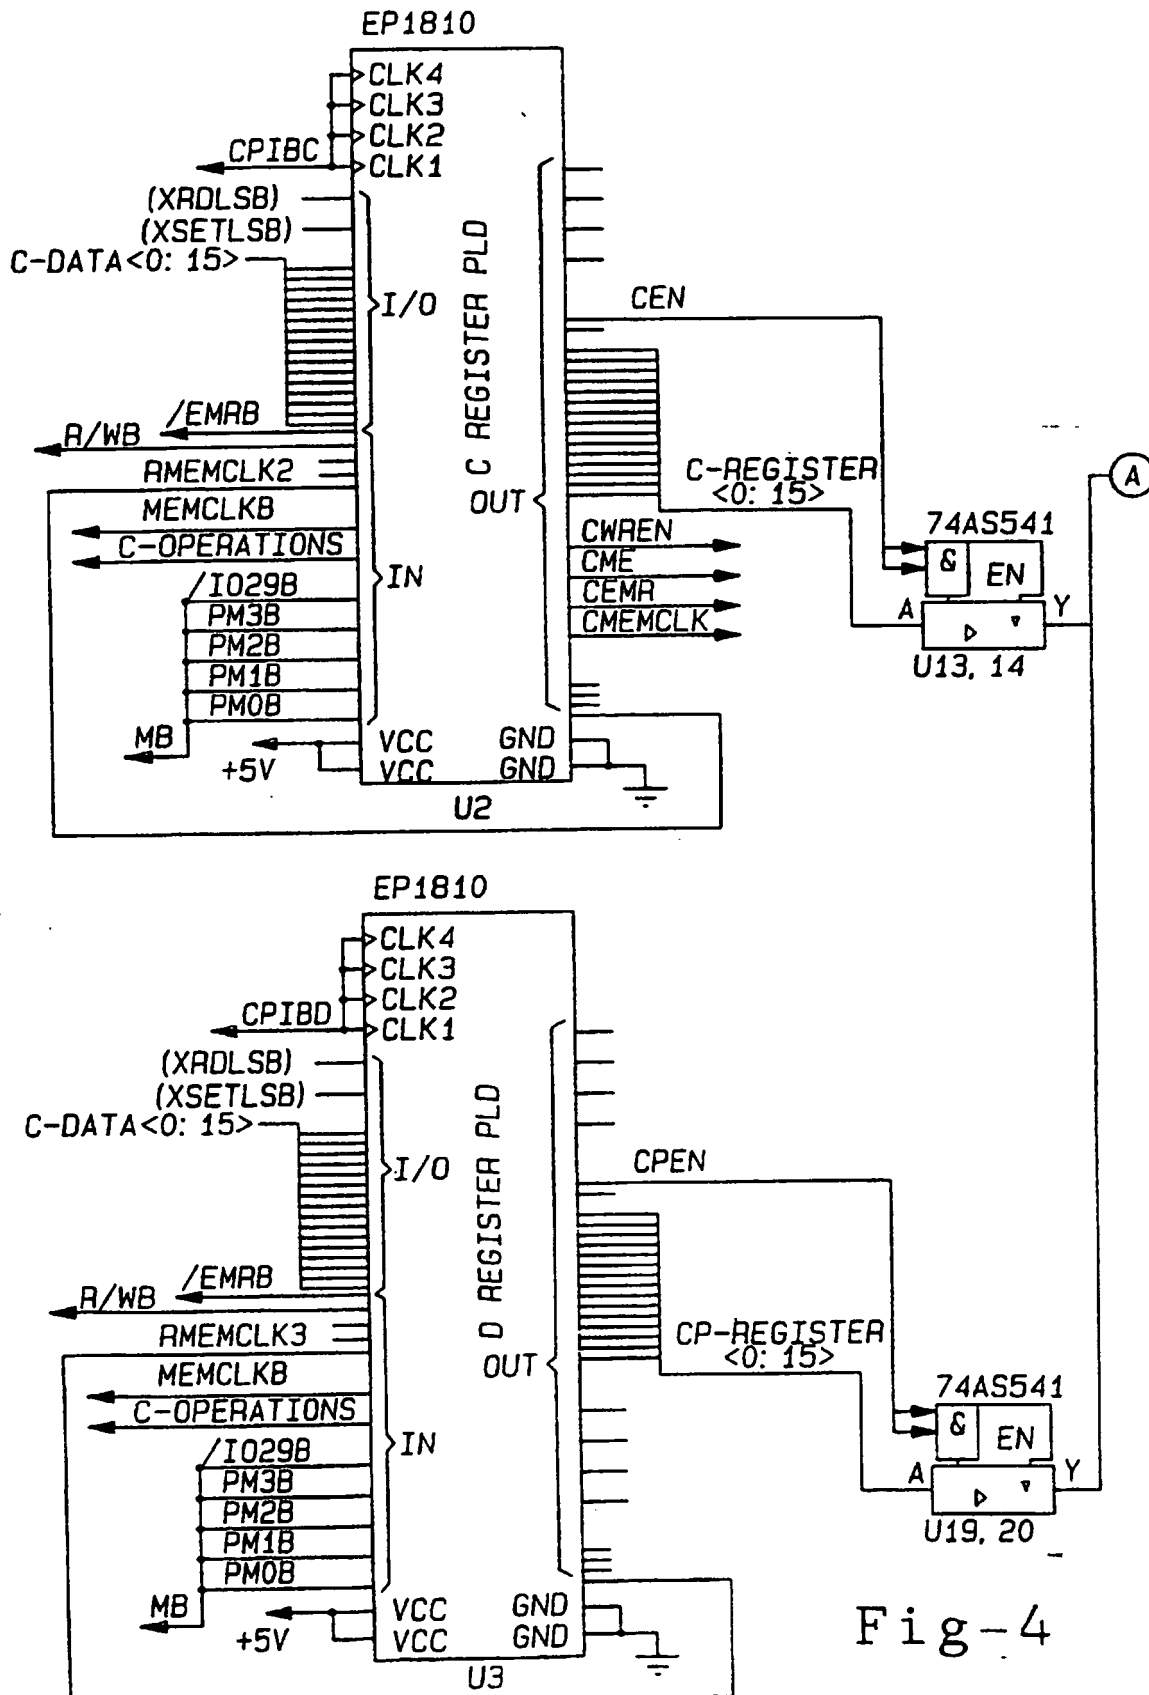 EP1810
CLK4
CLK3
CLK2
CPIBC
CLK1
(XRDLSB)
(XSETLSB)
C-DATA<0: 15>
I/O
C REGISTER PLD
CEN
/EMRB
R/WB
RMEMCLK2
MEMCLKB
C-OPERATIONS
IN
OUT
C-REGISTER
<0: 15>
CWREN
CME
CEMR
CMEMCLK
/IO29B
PM3B
PM2B
PM1B
PM0B
MB
+5V
VCC
VCC
GND
GND
U2
74AS541
&
EN
A
Y
U13, 14
A
EP1810
CLK4
CLK3
CLK2
CPIBD
CLK1
(XRDLSB)
(XSETLSB)
C-DATA<0: 15>
I/O
D REGISTER PLD
CPEN
/EMRB
R/WB
RMEMCLK3
MEMCLKB
C-OPERATIONS
IN
OUT
CP-REGISTER
<0: 15>
/IO29B
PM3B
PM2B
PM1B
PM0B
MB
+5V
VCC
VCC
GND
GND
U3
74AS541
&
EN
A
Y
U19, 20
Fig-4